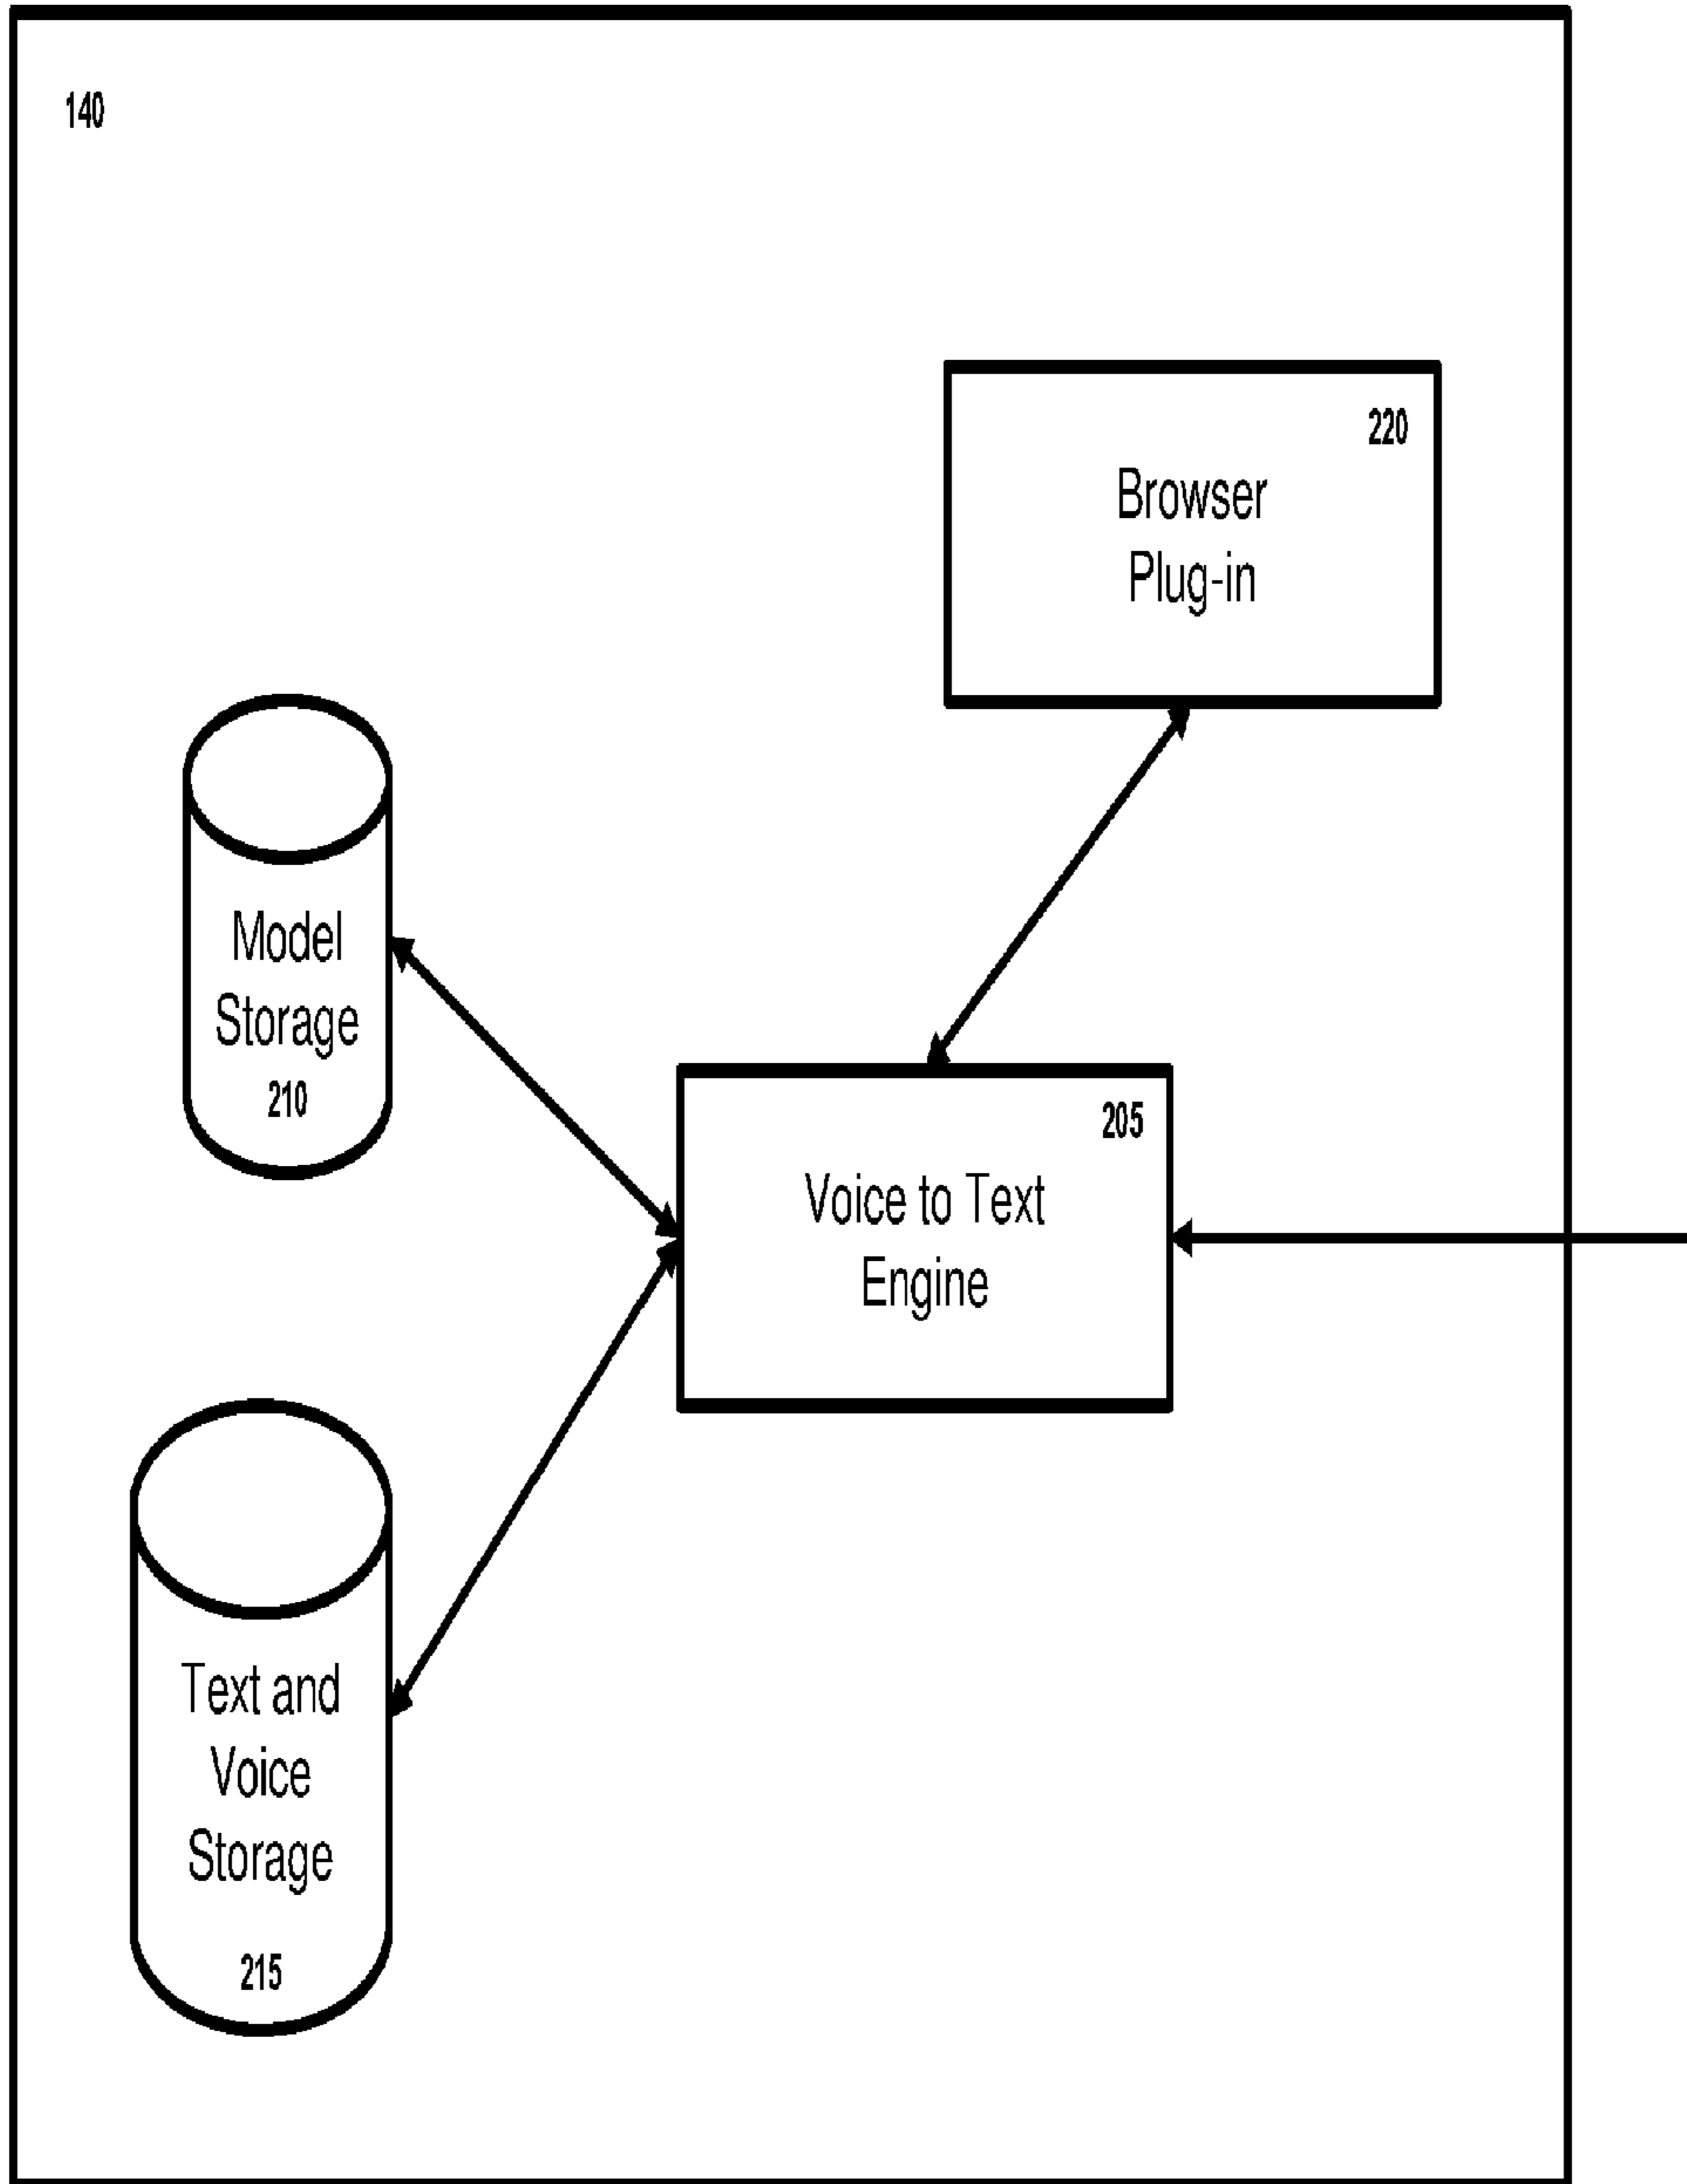 140
220
Browser
Plug-in
Model
Storage
210
205
Voice to Text
Engine
Text and
Voice
Storage
215